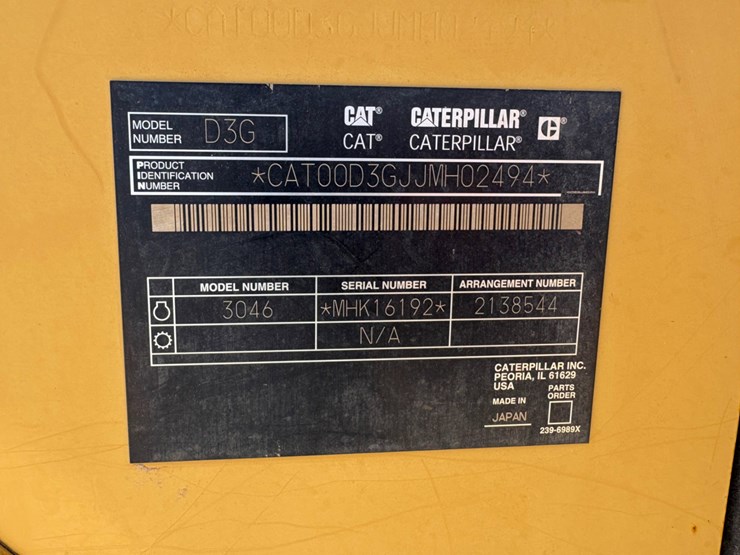 *CAT00D3GJJMH02494*
MODEL NUMBER D3G
CAT® CATERPILLAR® C®
CAT® CATERPILLAR®
PRODUCT IDENTIFICATION NUMBER *CAT00D3GJJMH02494*
MODEL NUMBER SERIAL NUMBER ARRANGEMENT NUMBER
3046 *MHK16192* 2138544
N/A
CATERPILLAR INC.
PEORIA, IL 61629
USA
PARTS ORDER
MADE IN
JAPAN
239-6989X